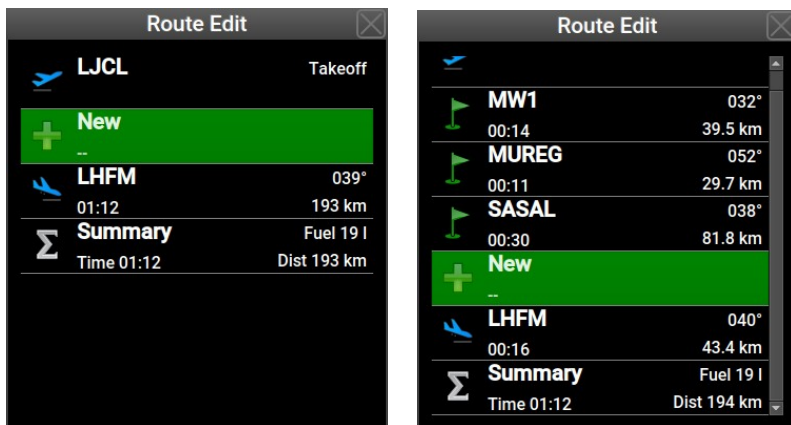 Route Edit
LJCL Takeoff
New
--
LHFM 039°
01:12 193 km
Summary Fuel 19 l
Time 01:12 Dist 193 km
Route Edit
MW1 032°
00:14 39.5 km
MUREG 052°
00:11 29.7 km
SASAL 038°
00:30 81.8 km
New
--
LHFM 040°
00:16 43.4 km
Summary Fuel 19 l
Time 01:12 Dist 194 km